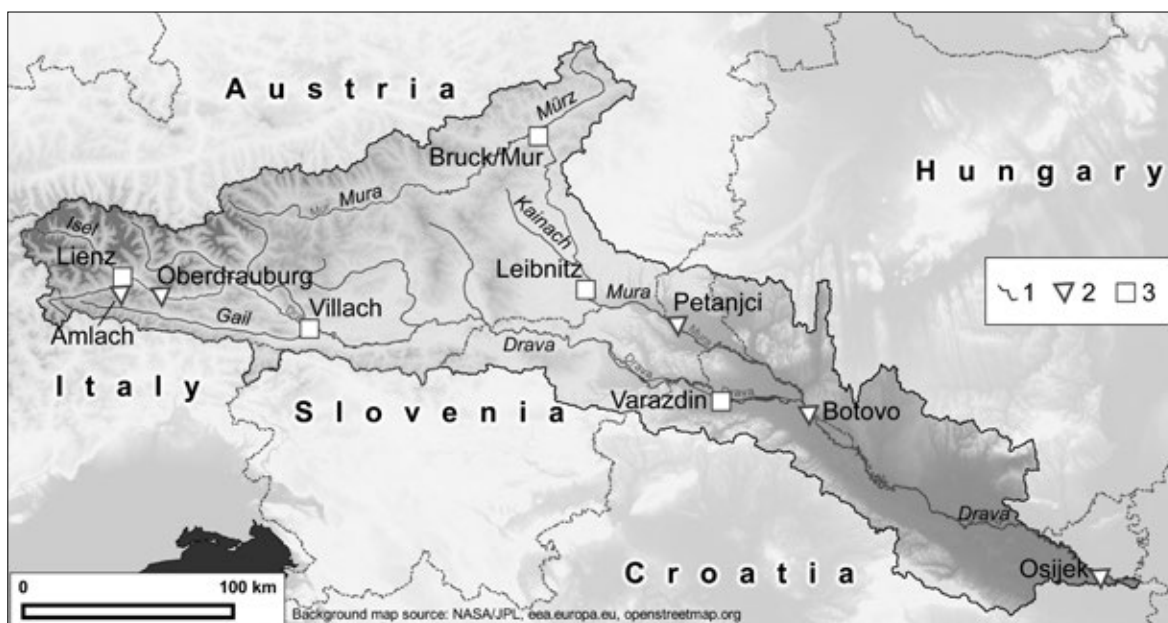 Austria
Mürz
Bruck/Mur
Hungary
Mura
Kainach
Isel
Lienz
Oberdrauburg
Leibnitz
1 2 3
Mura
Petanjci
Villach
Gail
Amlach
Drava
Italy
Drava
Drava
Varazdin
Botovo
Slovenia
Drava
Osijek
Croatia
0 100 km
Background map source: NASA/JPL, eea.europa.eu, openstreetmap.org